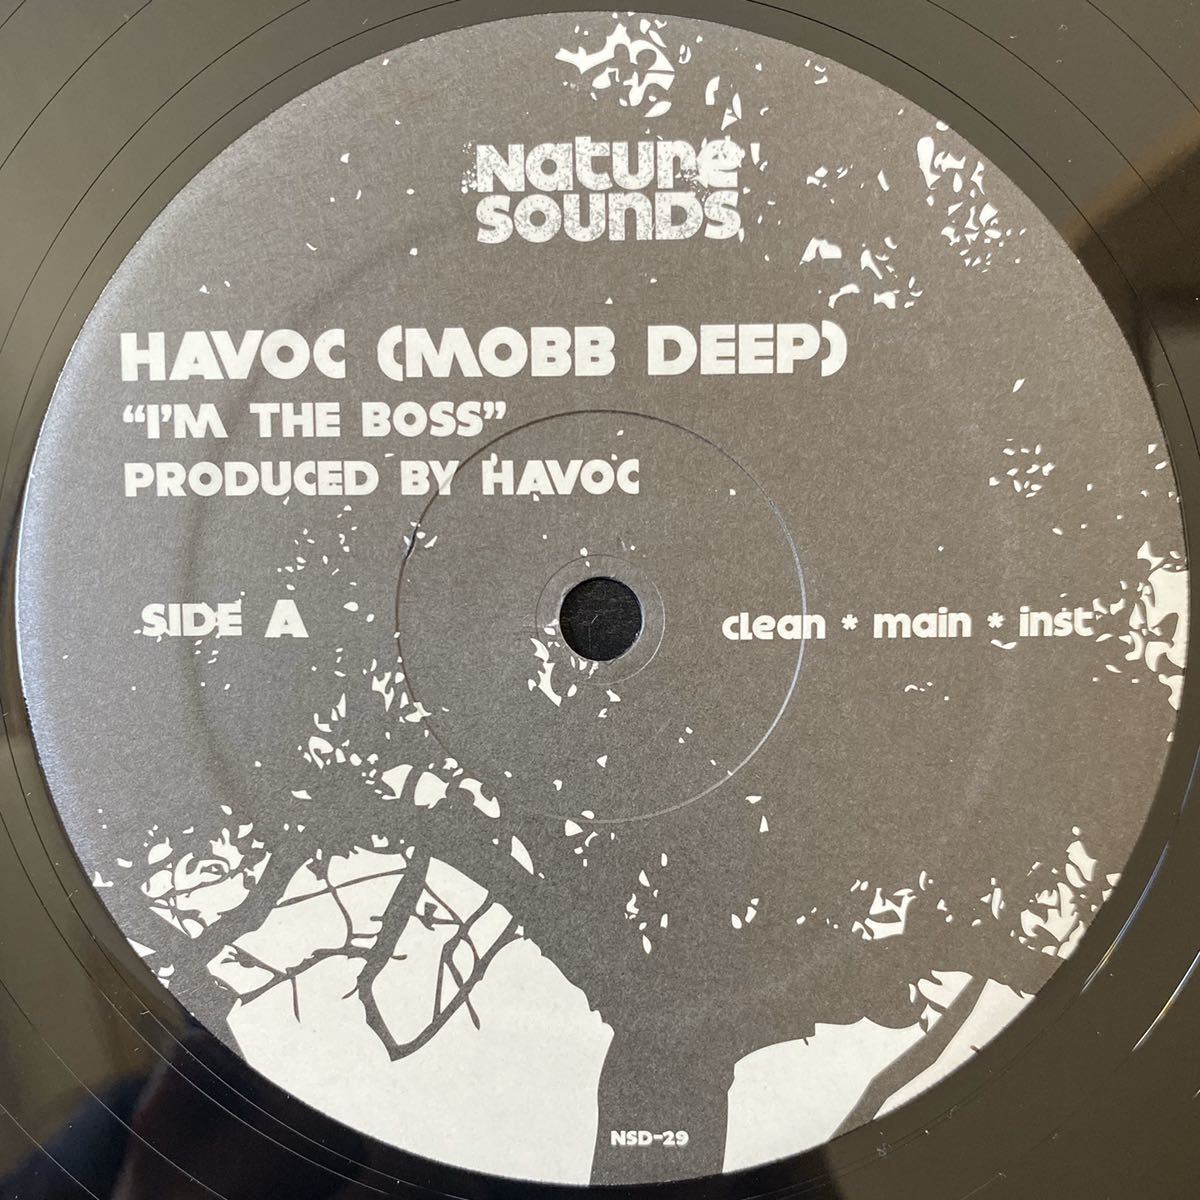 Nature
Sounds
HAVOC (MOBB DEEP)
“I'M THE BOSS”
PRODUCED BY HAVOC
SIDE A
clean * main * inst
NSD-29